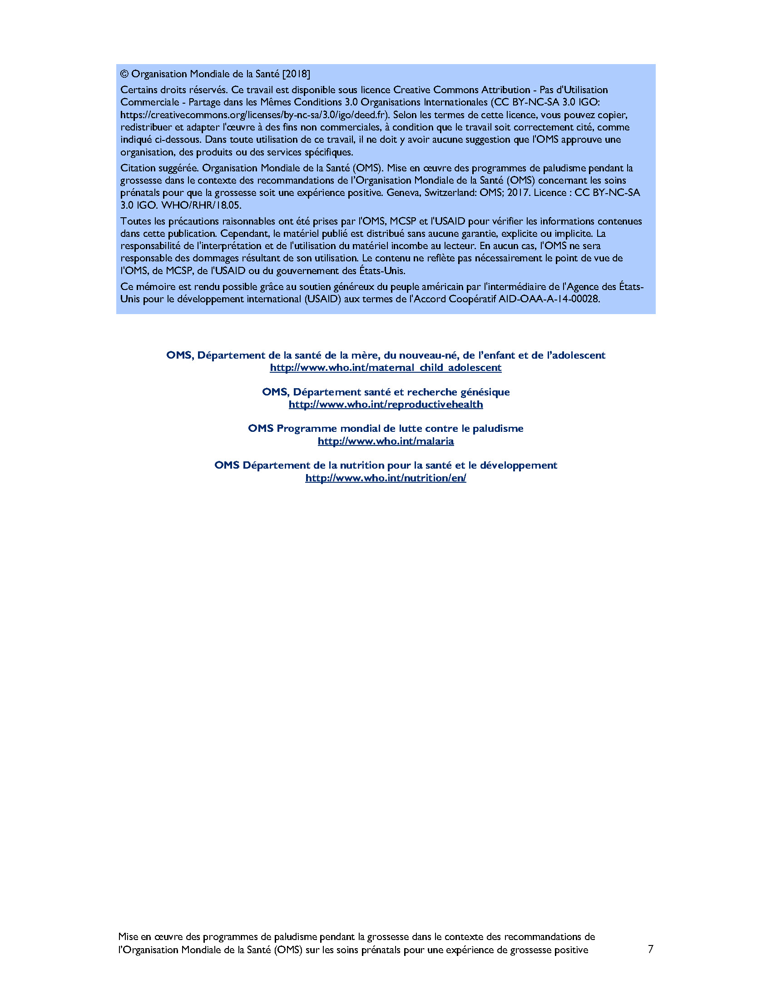 © Organisation Mondiale de la Santé [2018]
Certains droits réservés. Ce travail est disponible sous licence Creative Commons Attribution - Pas d'Utilisation
Commerciale - Partage dans les Mêmes Conditions 3.0 Organisations Internationales (CC BY-NC-SA 3.0 IGO:
https://creativecommons.org/licenses/by-nc-sa/3.0/igo/deed.fr). Selon les termes de cette licence, vous pouvez copier,
redistribuer et adapter l'œuvre à des fins non commerciales, à condition que le travail soit correctement cité, comme
indiqué ci-dessous. Dans toute utilisation de ce travail, il ne doit y avoir aucune suggestion que l'OMS approuve une
organisation, des produits ou des services spécifiques.
Citation suggérée. Organisation Mondiale de la Santé (OMS). Mise en œuvre des programmes de paludisme pendant la
grossesse dans le contexte des recommandations de l’Organisation Mondiale de la Santé (OMS) concernant les soins
prénatals pour que la grossesse soit une expérience positive. Geneva, Switzerland: OMS; 2017. Licence : CC BY-NC-SA
3.0 IGO. WHO/RHR/18.05.
Toutes les précautions raisonnables ont été prises par l'OMS, MCSP et l'USAID pour vérifier les informations contenues
dans cette publication. Cependant, le matériel publié est distribué sans aucune garantie, explicite ou implicite. La
responsabilité de l'interprétation et de l'utilisation du matériel incombe au lecteur. En aucun cas, l'OMS ne sera
responsable des dommages résultant de son utilisation. Le contenu ne reflète pas nécessairement le point de vue de
l'OMS, de MCSP, de l'USAID ou du gouvernement des États-Unis.
Ce mémoire est rendu possible grâce au soutien généreux du peuple américain par l'intermédiaire de l'Agence des États-
Unis pour le développement international (USAID) aux termes de l'Accord Coopératif AID-OAA-A-14-00028.
OMS, Département de la santé de la mère, du nouveau-né, de l’enfant et de l’adolescent
http://www.who.int/maternal_child_adolescent
OMS, Département santé et recherche génésique
http://www.who.int/reproductivehealth
OMS Programme mondial de lutte contre le paludisme
http://www.who.int/malaria
OMS Département de la nutrition pour la santé et le développement
http://www.who.int/nutrition/en/
Mise en œuvre des programmes de paludisme pendant la grossesse dans le contexte des recommandations de
l’Organisation Mondiale de la Santé (OMS) sur les soins prénatals pour une expérience de grossesse positive 7